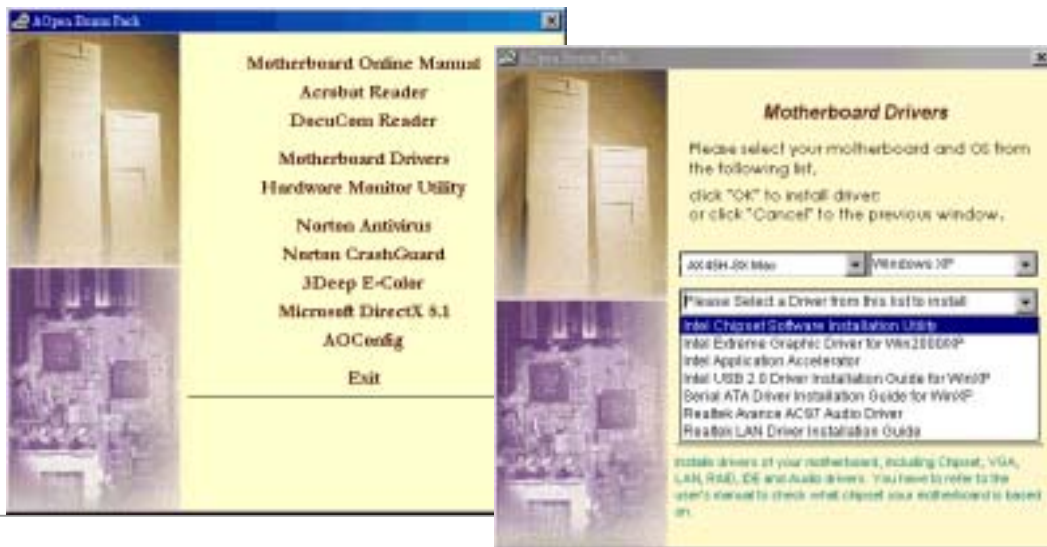 AOpen Bonus Pack
Motherboard Online Manual
Acrobat Reader
DocuCom Reader
Motherboard Drivers
Hardware Monitor Utility
Norton Antivirus
Norton CrashGuard
3Deep E-Color
Microsoft DirectX 8.1
AOConfig
Exit
AOpen Bonus Pack
Motherboard Drivers
Please select your motherboard and OS from
the following list,
click "OK" to install driver;
or click "Cancel" to the previous window.
Max
Windows XP
Please Select a Driver from this list to install
Intel Chipset Software Installation Utility
Intel Extreme Graphic Driver for Win2000/XP
Intel Application Accelerator
Intel USB 2.0 Driver Installation Guide for WinXP
Serial ATA Driver Installation Guide for WinXP
Realtek Avance AC97 Audio Driver
Realtek LAN Driver Installation Guide
Installs drivers of your motherboard, including Chipset, VGA,
LAN, RAID, IDE and Audio drivers. You have to refer to the
user's manual to check what chipset your motherboard is based
on.